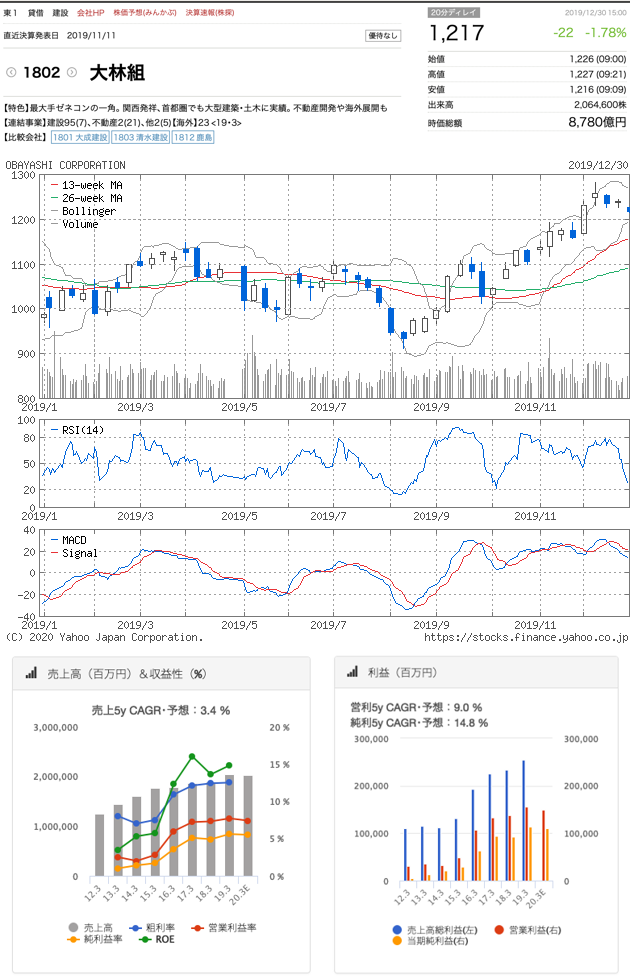 東1 貸借 建設 会社HP 株価予想(みんかぶ) 決算速報(株探)
直近決算発表日 2019/11/11
優待なし
1802 大林組
【特色】最大手ゼネコンの一角。関西発祥、首都圏でも大型建築・土木に実績。不動産開発や海外展開も
【連結事業】建設95(7)、不動産2(21)、他2(5)【海外】23 <19・3>
【比較会社】 1801 大成建設 1803 清水建設 1812 鹿島
20分ディレイ
2019/12/30 15:00
1,217 -22 -1.78%
始値 1,226 (09:00)
高値 1,227 (09:21)
安値 1,216 (09:09)
出来高 2,064,600株
時価総額 8,780億円
OBAYASHI CORPORATION 2019/12/30
13-week MA
26-week MA
Bollinger
Volume
1300
1200
1100
1000
900
800
2019/1 2019/3 2019/5 2019/7 2019/9 2019/11
RSI(14)
100
80
50
20
0
2019/1 2019/3 2019/5 2019/7 2019/9 2019/11
MACD
Signal
40
20
0
-20
-40
2019/1 2019/3 2019/5 2019/7 2019/9 2019/11
(C) 2020 Yahoo Japan Corporation. https://stocks.finance.yahoo.co.jp
売上高（百万円）＆収益性（%）
売上5y CAGR・予想：3.4 %
3,000,000
2,000,000
1,000,000
0
20 %
15 %
10 %
5 %
0 %
12.3 13.3 14.3 15.3 16.3 17.3 18.3 19.3 20.3E
売上高 粗利率 営業利益率
純利益率 ROE
利益（百万円）
営利5y CAGR・予想：9.0 %
純利5y CAGR・予想：14.8 %
300,000
200,000
100,000
0
300,000
200,000
100,000
0
12.3 13.3 14.3 15.3 16.3 17.3 18.3 19.3 20.3E
売上高総利益(左) 営業利益(右)
当期純利益(右)